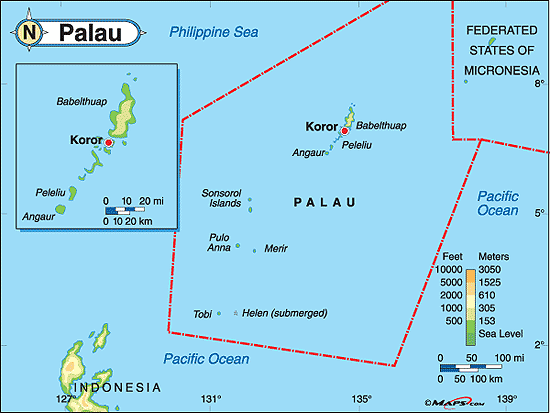 N Palau
Philippine Sea
FEDERATED
STATES OF
MICRONESIA
8°
Babelthuap
Koror
Peleliu
Angaur
0 10 20 mi
0 10 20 km
Koror
Babelthuap
Peleliu
Angaur
Sonsorol
Islands
PALAU
Pacific
Ocean
5°
Pulo
Anna
Merir
Tobi
Helen (submerged)
Feet Meters
10000 3050
5000 1525
2000 610
1000 305
500 153
Sea Level
2°
Pacific Ocean
0 50 100 mi
0 50 100 km
INDONESIA
127° 131° 135° 139°
©MAPS.COM